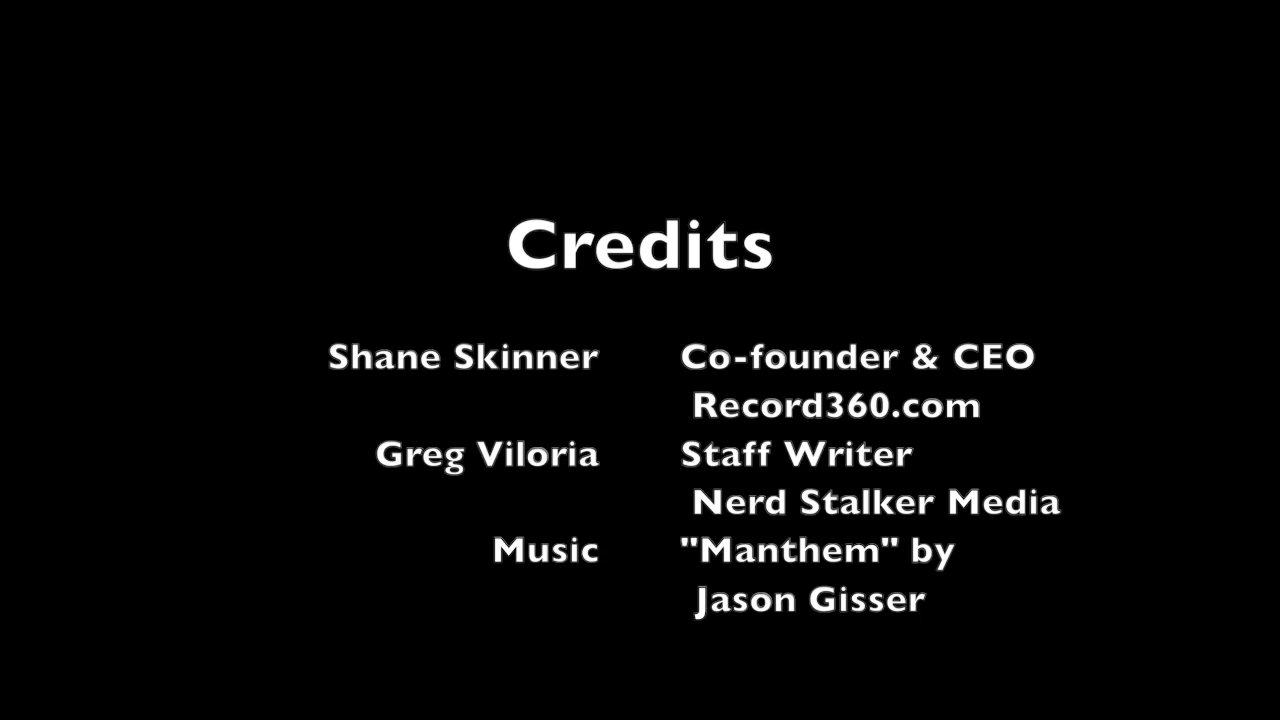 Credits
Shane Skinner Co-founder & CEO
Record360.com
Greg Viloria Staff Writer
Nerd Stalker Media
Music "Manthem" by
Jason Gisser